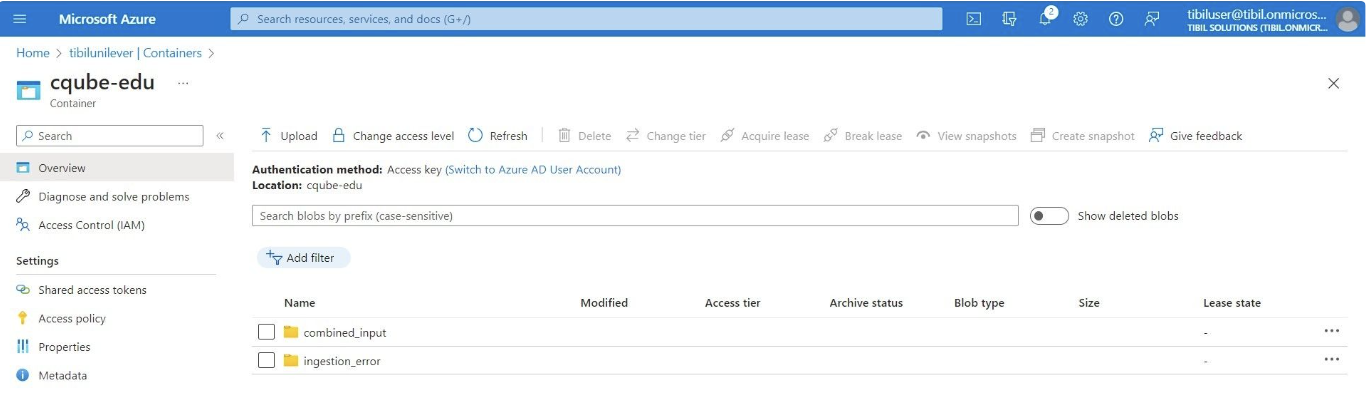 Microsoft Azure
Search resources, services, and docs (G+/)
2
tibiluser@tibil.onmicros...
TIBIL SOLUTIONS (TIBIL.ONMICR...
Home > tibilunilever | Containers >
cqube-edu ...
Container
Search «
Upload Change access level Refresh Delete Change tier Acquire lease Break lease View snapshots Create snapshot Give feedback
Overview
Diagnose and solve problems
Access Control (IAM)
Settings
Shared access tokens
Access policy
Properties
Metadata
Authentication method: Access key (Switch to Azure AD User Account)
Location: cqube-edu
Search blobs by prefix (case-sensitive)
Show deleted blobs
Add filter
Name Modified Access tier Archive status Blob type Size Lease state
combined_input - ...
ingestion_error - ...